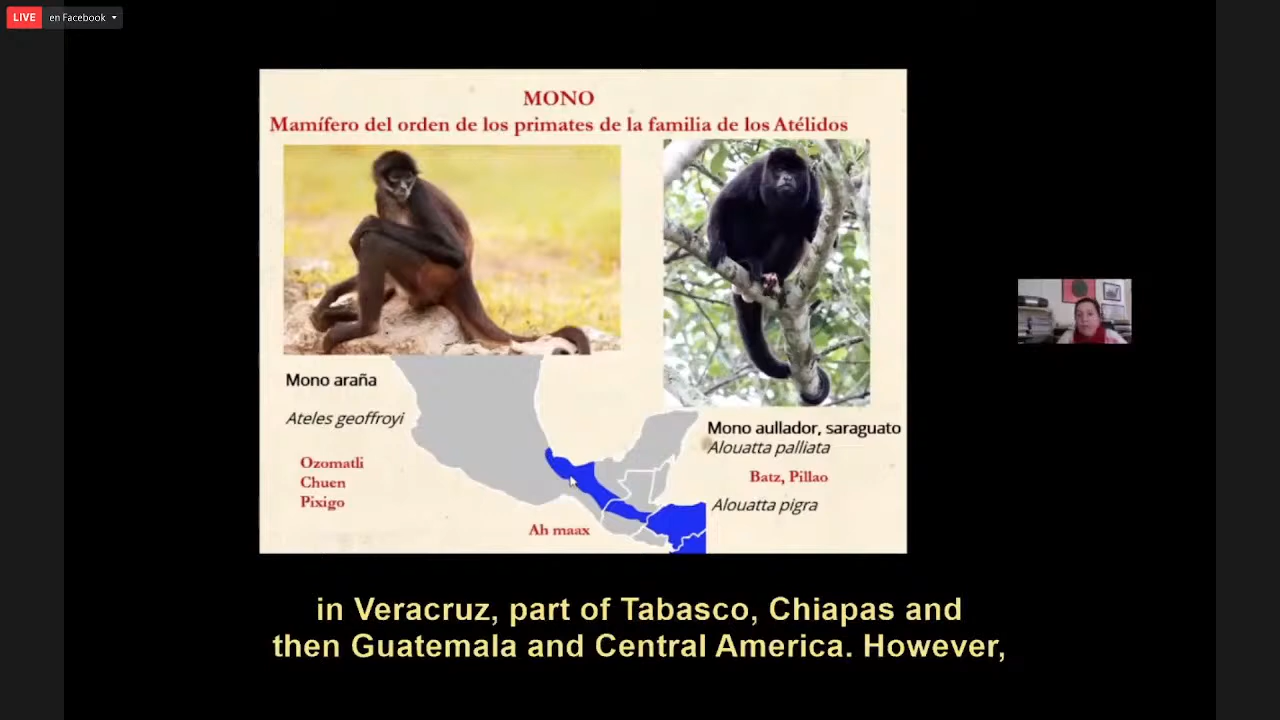 LIVE en Facebook
MONO
Mamífero del orden de los primates de la familia de los Atélidos
Mono araña
Ateles geoffroyi
Ozomatli
Chuen
Pixigo
Ah maax
Mono aullador, saraguato
Alouatta palliata
Batz, Pillao
Alouatta pigra
in Veracruz, part of Tabasco, Chiapas and
then Guatemala and Central America. However,